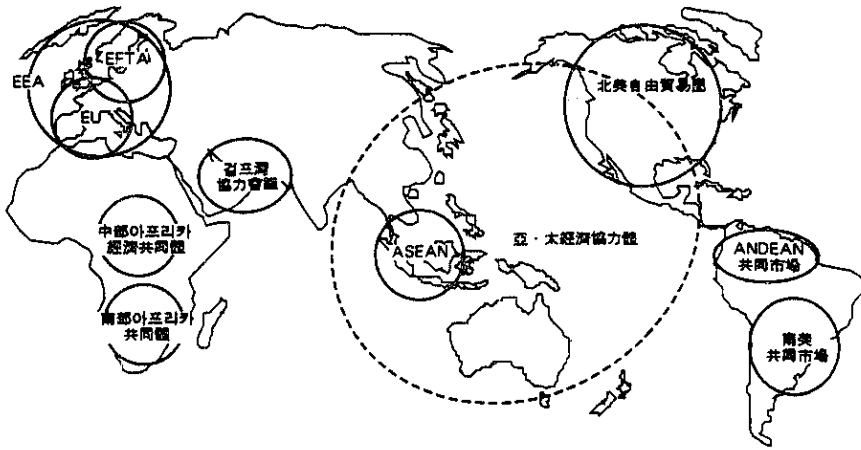 EEA
EFTA
EU
걸프灣
協力會議
中部아프리카
經濟共同體
南部아프리카
共同體
ASEAN
亞·太經濟協力體
北美自由貿易圈
ANDEAN
共同市場
南美
共同市場